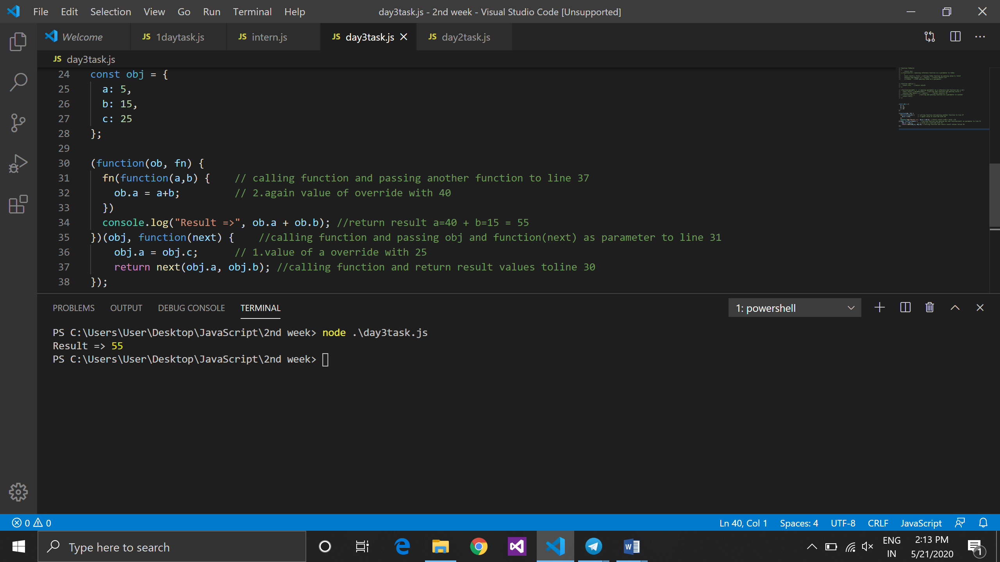 File Edit Selection View Go Run Terminal Help day3task.js - 2nd week - Visual Studio Code [Unsupported]
Welcome JS 1daytask.js JS intern.js JS day3task.js JS day2task.js
JS day3task.js
24 const obj = {
25 a: 5,
26 b: 15,
27 c: 25
28 };
29
30 (function(ob, fn) {
31 fn(function(a,b) { // calling function and passing another function to line 37
32 ob.a = a+b; // 2.again value of override with 40
33 })
34 console.log("Result =>", ob.a + ob.b); //return result a=40 + b=15 = 55
35 })(obj, function(next) { //calling function and passing obj and function(next) as parameter to line 31
36 obj.a = obj.c; // 1.value of a override with 25
37 return next(obj.a, obj.b); //calling function and return result values toline 30
38 });
PROBLEMS OUTPUT DEBUG CONSOLE TERMINAL 1: powershell
PS C:\Users\User\Desktop\JavaScript\2nd week> node .\day3task.js
Result => 55
PS C:\Users\User\Desktop\JavaScript\2nd week>
0 0 Ln 40, Col 1 Spaces: 4 UTF-8 CRLF JavaScript
Type here to search
ENG 2:13 PM
IN 5/21/2020 1